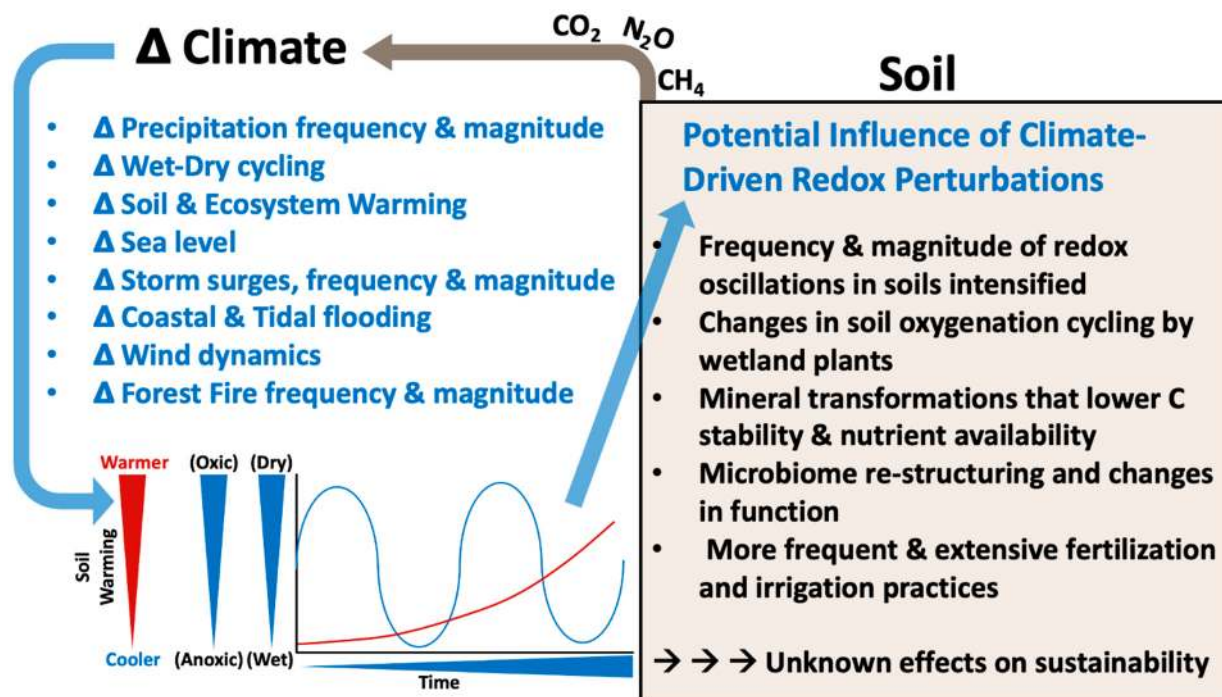 Δ Climate
CO₂ N₂O
CH₄
Soil
• Δ Precipitation frequency & magnitude
• Δ Wet-Dry cycling
• Δ Soil & Ecosystem Warming
• Δ Sea level
• Δ Storm surges, frequency & magnitude
• Δ Coastal & Tidal flooding
• Δ Wind dynamics
• Δ Forest Fire frequency & magnitude
Warmer (Oxic) (Dry)
Soil
Warming
Cooler (Anoxic) (Wet)
Time
Potential Influence of Climate-
Driven Redox Perturbations
• Frequency & magnitude of redox
oscillations in soils intensified
• Changes in soil oxygenation cycling by
wetland plants
• Mineral transformations that lower C
stability & nutrient availability
• Microbiome re-structuring and changes
in function
• More frequent & extensive fertilization
and irrigation practices
→ → → Unknown effects on sustainability